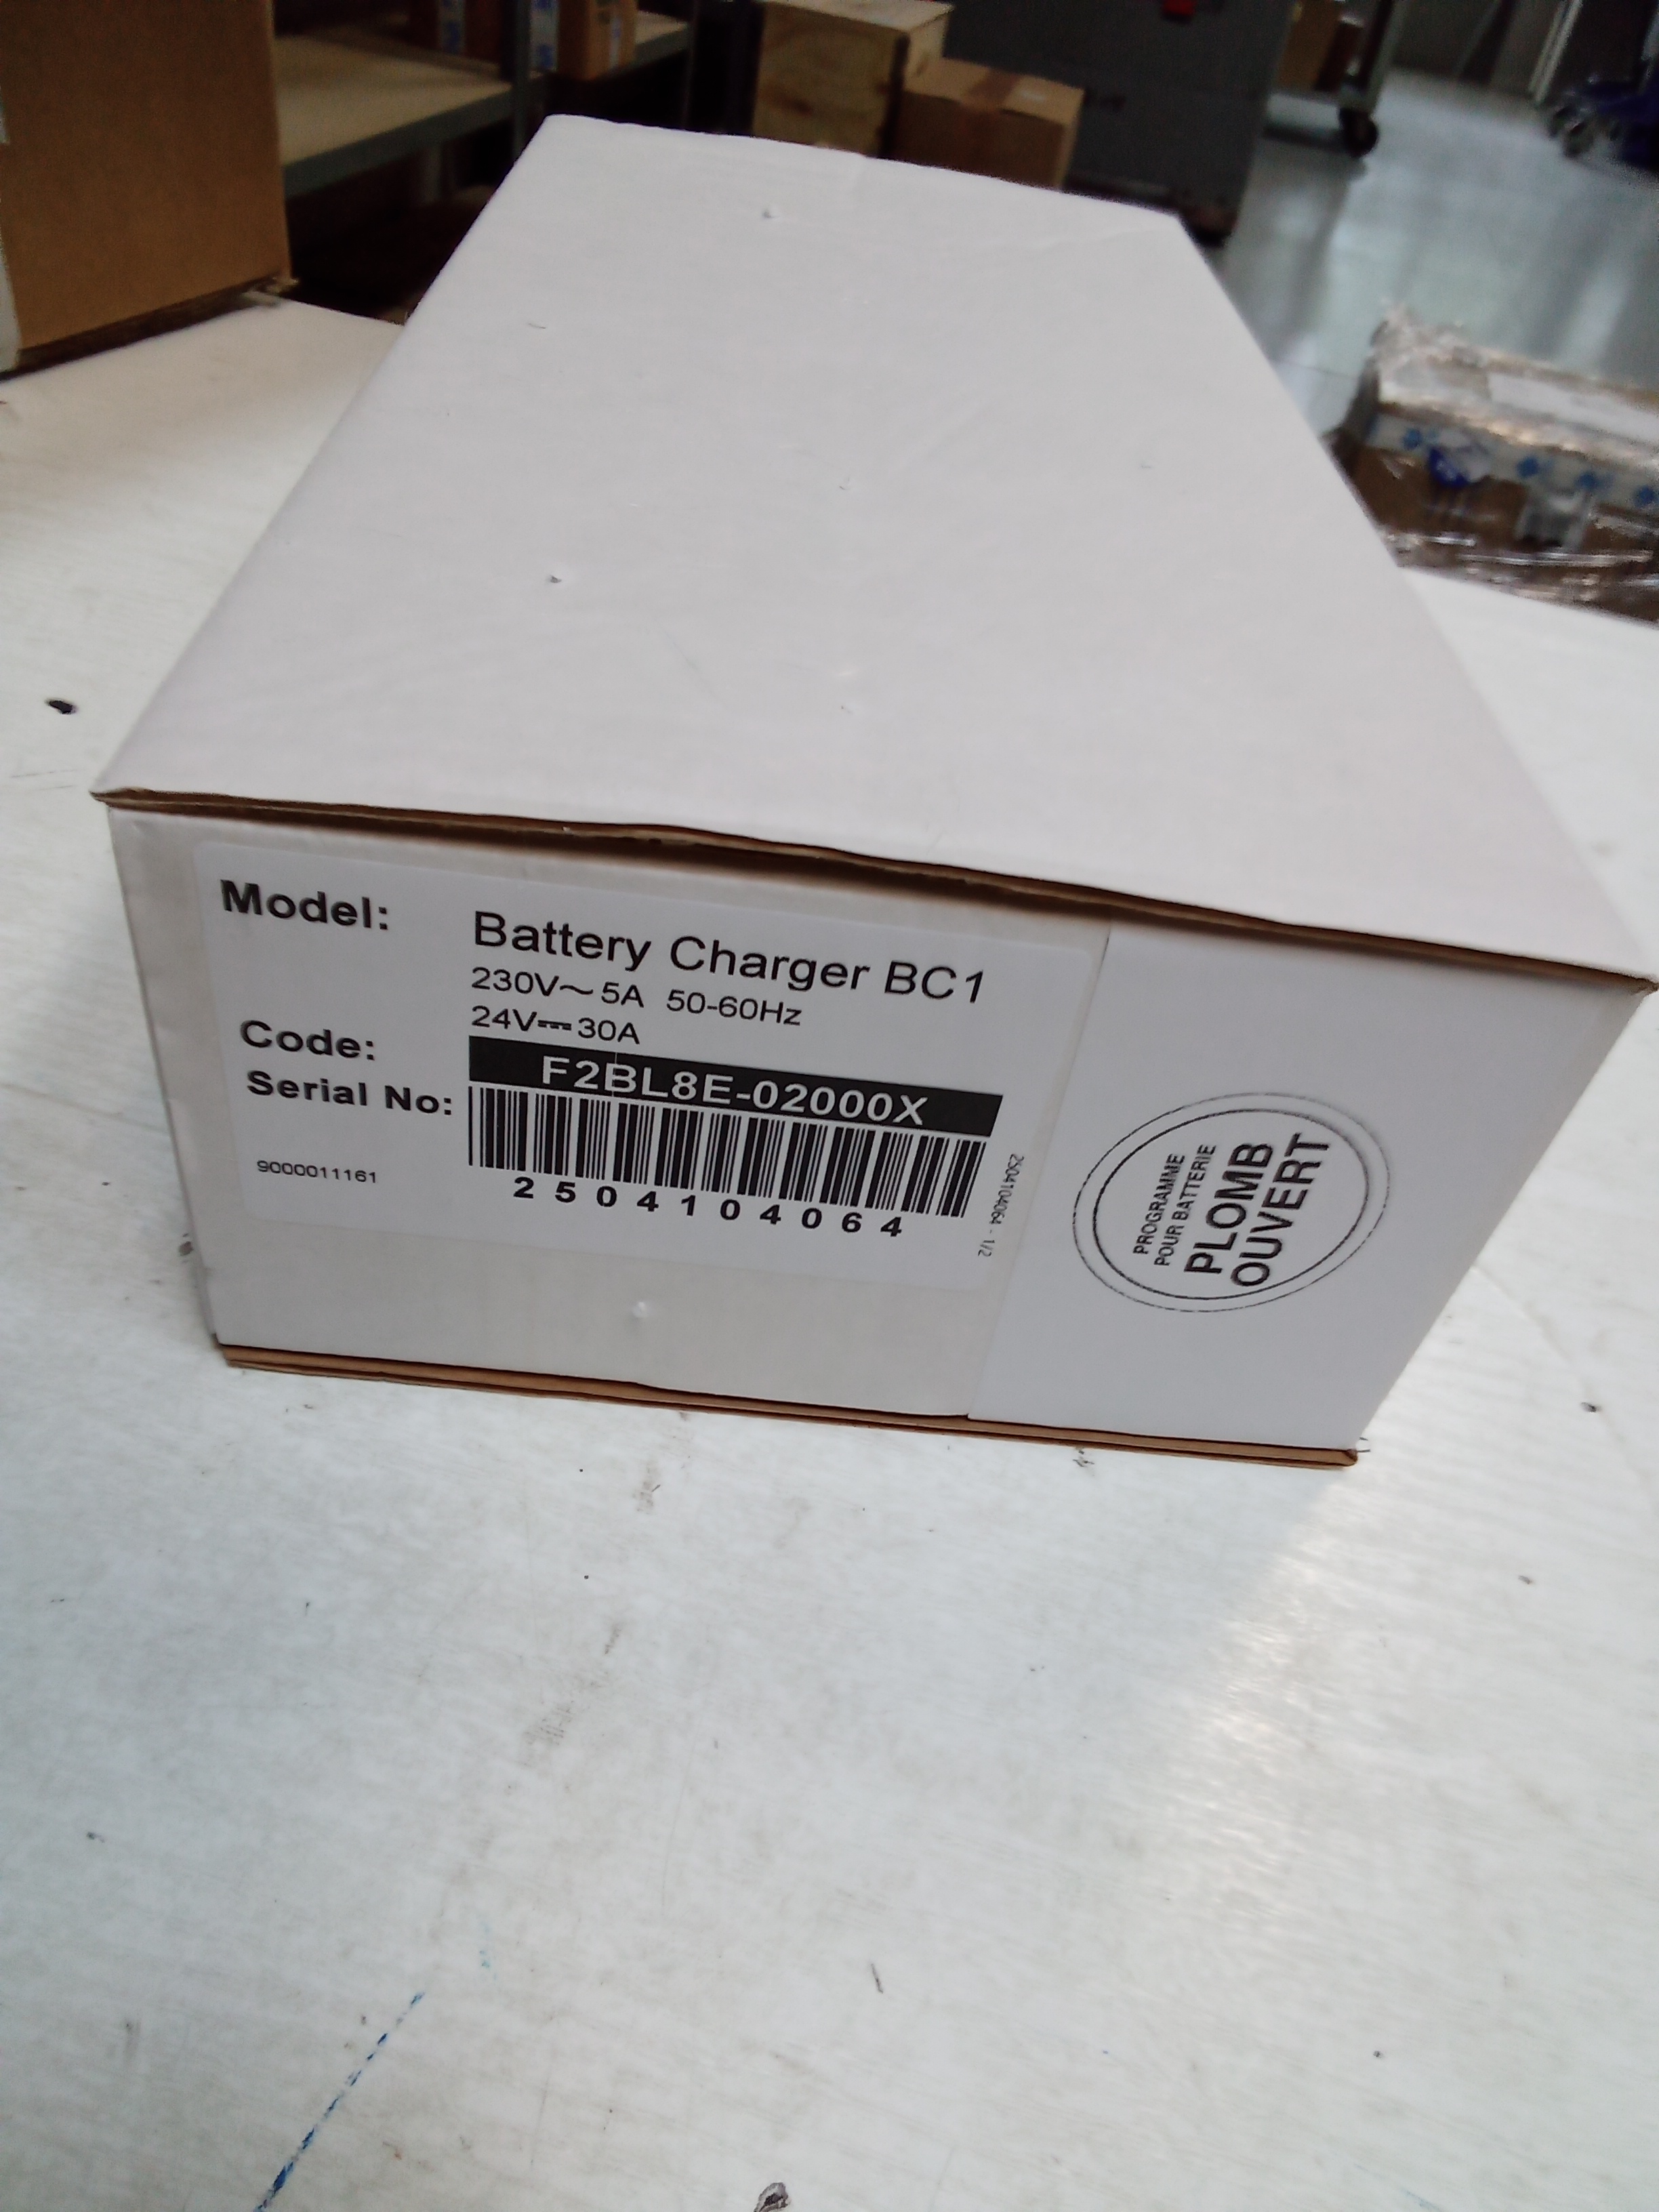 Model: Battery Charger BC1
230V～5A 50-60Hz
24V⎓30A
Code: F2BL8E-02000X
Serial No:
9000011161
2504104064
2504104064 - 1/2
PROGRAMME
POUR BATTERIE
PLOMB
OUVERT